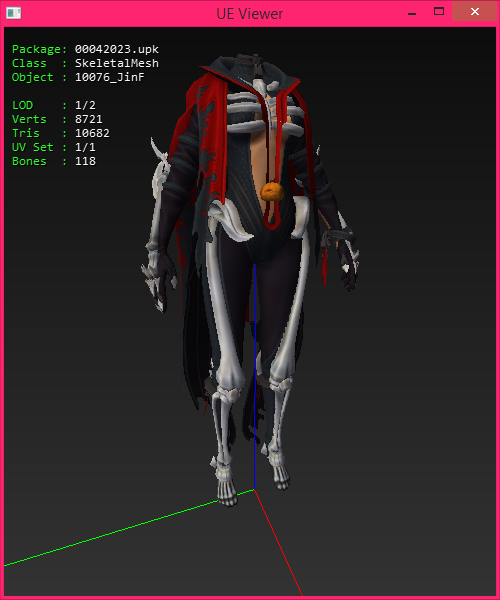 UE Viewer
Package: 00042023.upk
Class : SkeletalMesh
Object : 10076_JinF
LOD : 1/2
Verts : 8721
Tris : 10682
UV Set : 1/1
Bones : 118